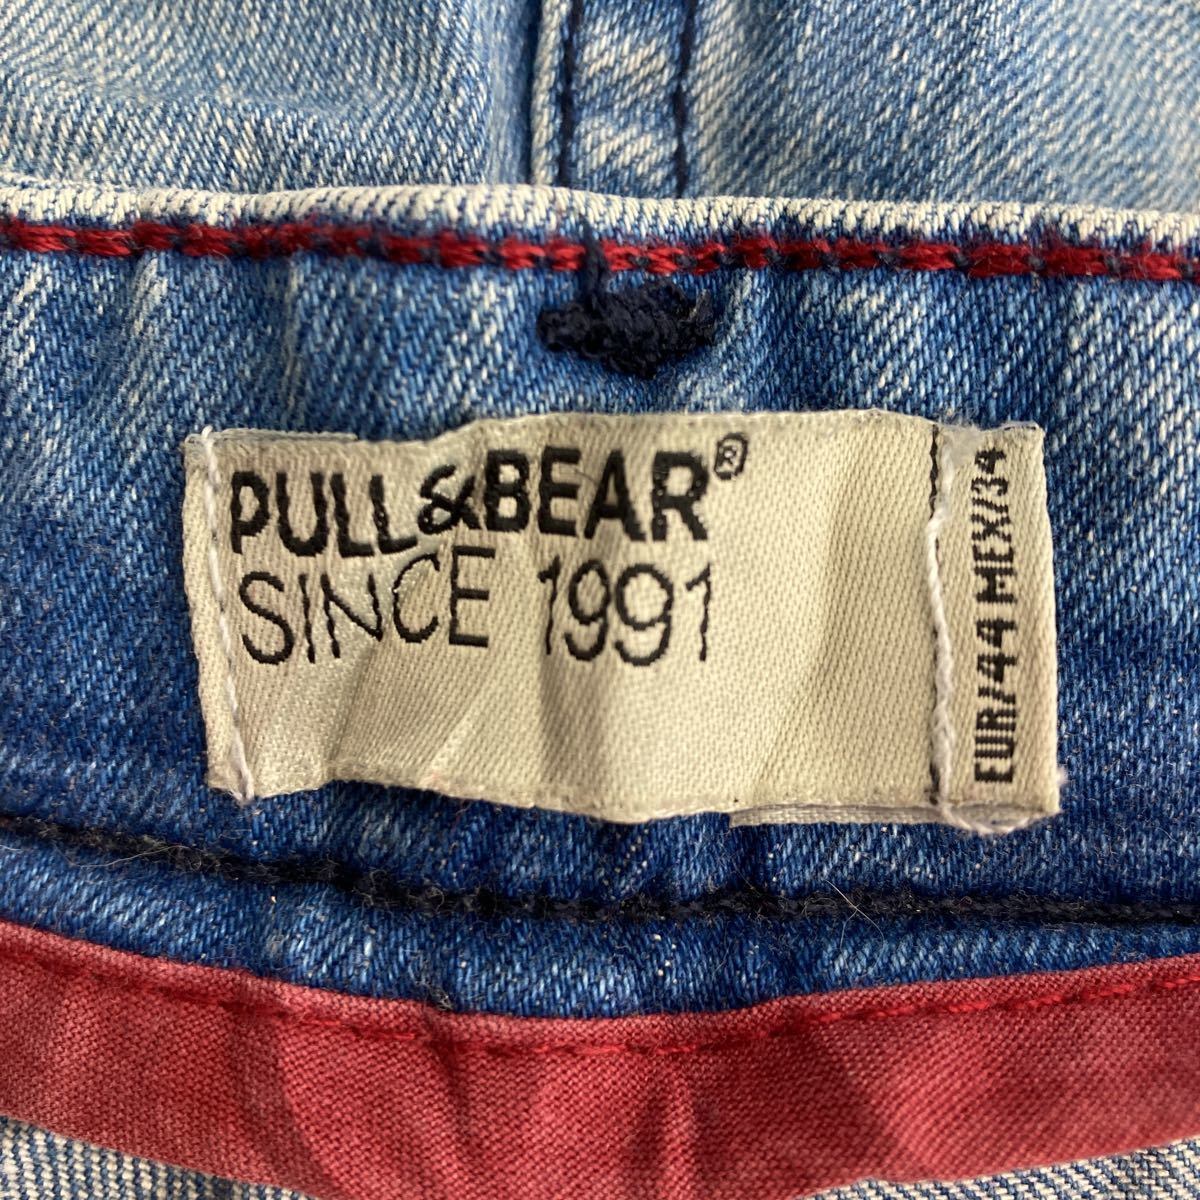 PULL&BEAR®
SINCE 1991
EUR/44 MEX/34